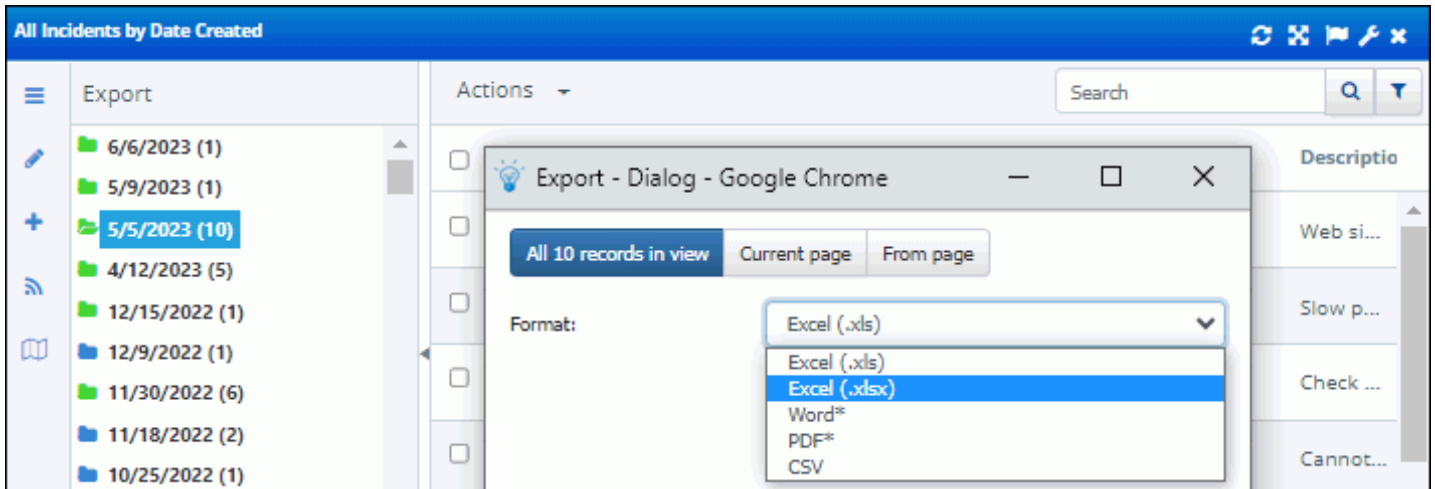 All Incidents by Date Created
Export
Actions
Search
6/6/2023 (1)
5/9/2023 (1)
5/5/2023 (10)
4/12/2023 (5)
12/15/2022 (1)
12/9/2022 (1)
11/30/2022 (6)
11/18/2022 (2)
10/25/2022 (1)
Export - Dialog - Google Chrome
All 10 records in view Current page From page
Format:
Excel (.xls)
Excel (.xls)
Excel (.xlsx)
Word*
PDF*
CSV
Descriptio
Web si...
Slow p...
Check ...
Cannot...